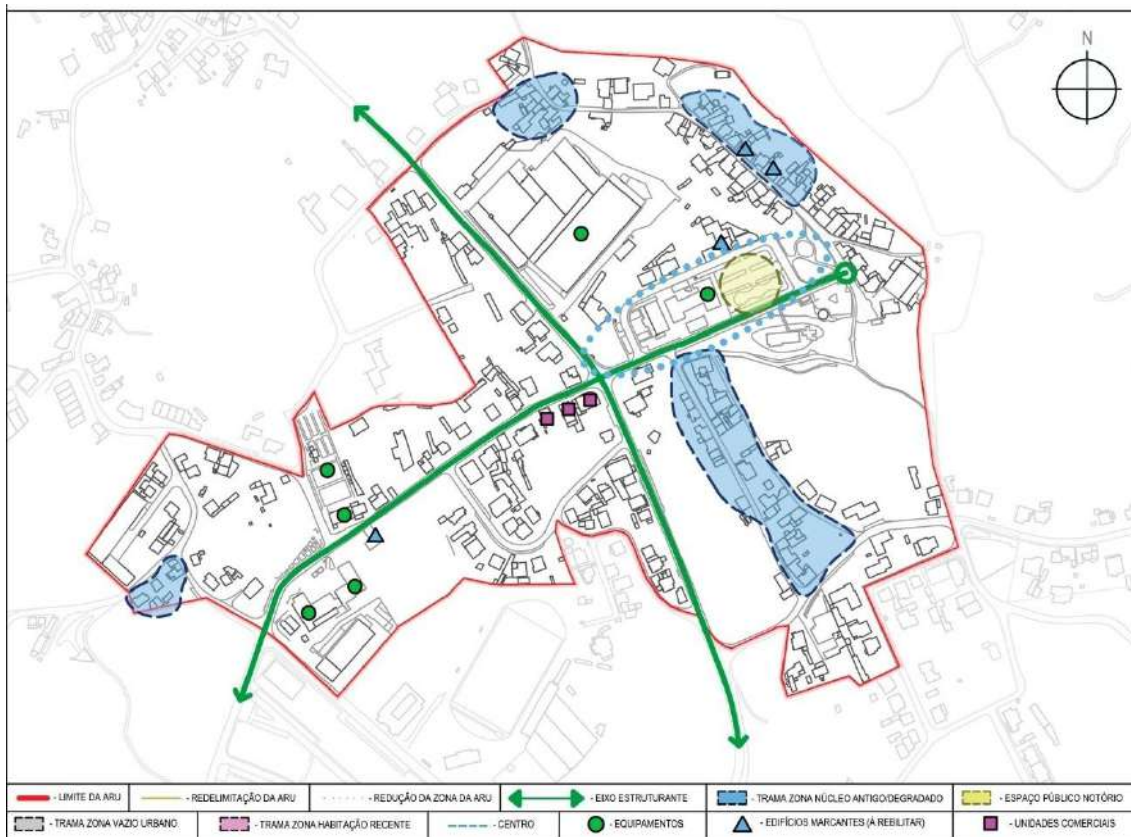 N
- LIMITE DA ARU - REDELIMITAÇÃO DA ARU - REDUÇÃO DA ZONA DA ARU - EIXO ESTRUTURANTE - TRAMA ZONA NÚCLEO ANTIGO/DEGRADADO - ESPAÇO PÚBLICO NOTÓRIO
- TRAMA ZONA VAZIO URBANO - TRAMA ZONA HABITAÇÃO RECENTE - CENTRO - EQUIPAMENTOS - EDIFÍCIOS MARCANTES (À REBILITAR) - UNIDADES COMERCIAIS